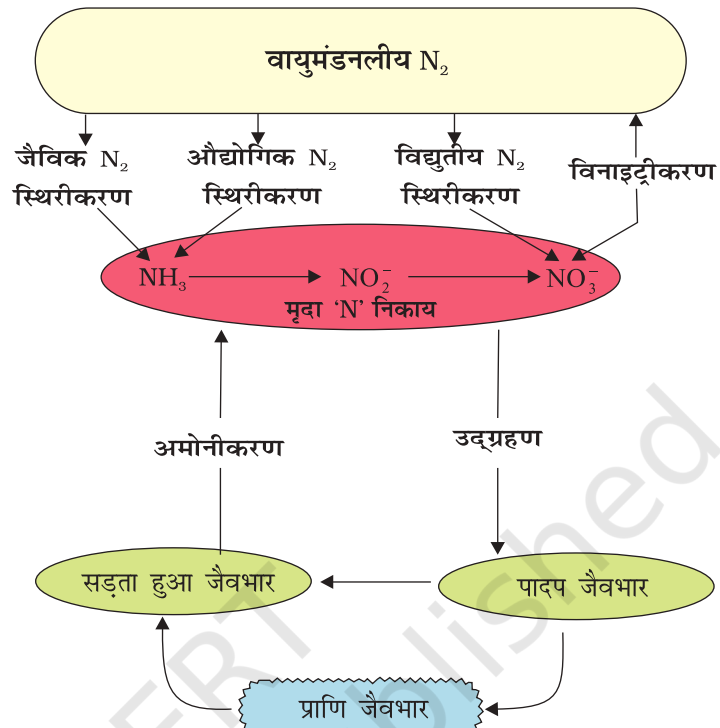 वायुमंडनलीय N₂
जैविक N₂
स्थिरीकरण
औद्योगिक N₂
स्थिरीकरण
विद्युतीय N₂
स्थिरीकरण
विनाइट्रीकरण
NH₃
NO₂⁻
NO₃⁻
मृदा ‘N’ निकाय
अमोनीकरण
उद्ग्रहण
सड़ता हुआ जैवभार
पादप जैवभार
प्राणि जैवभार